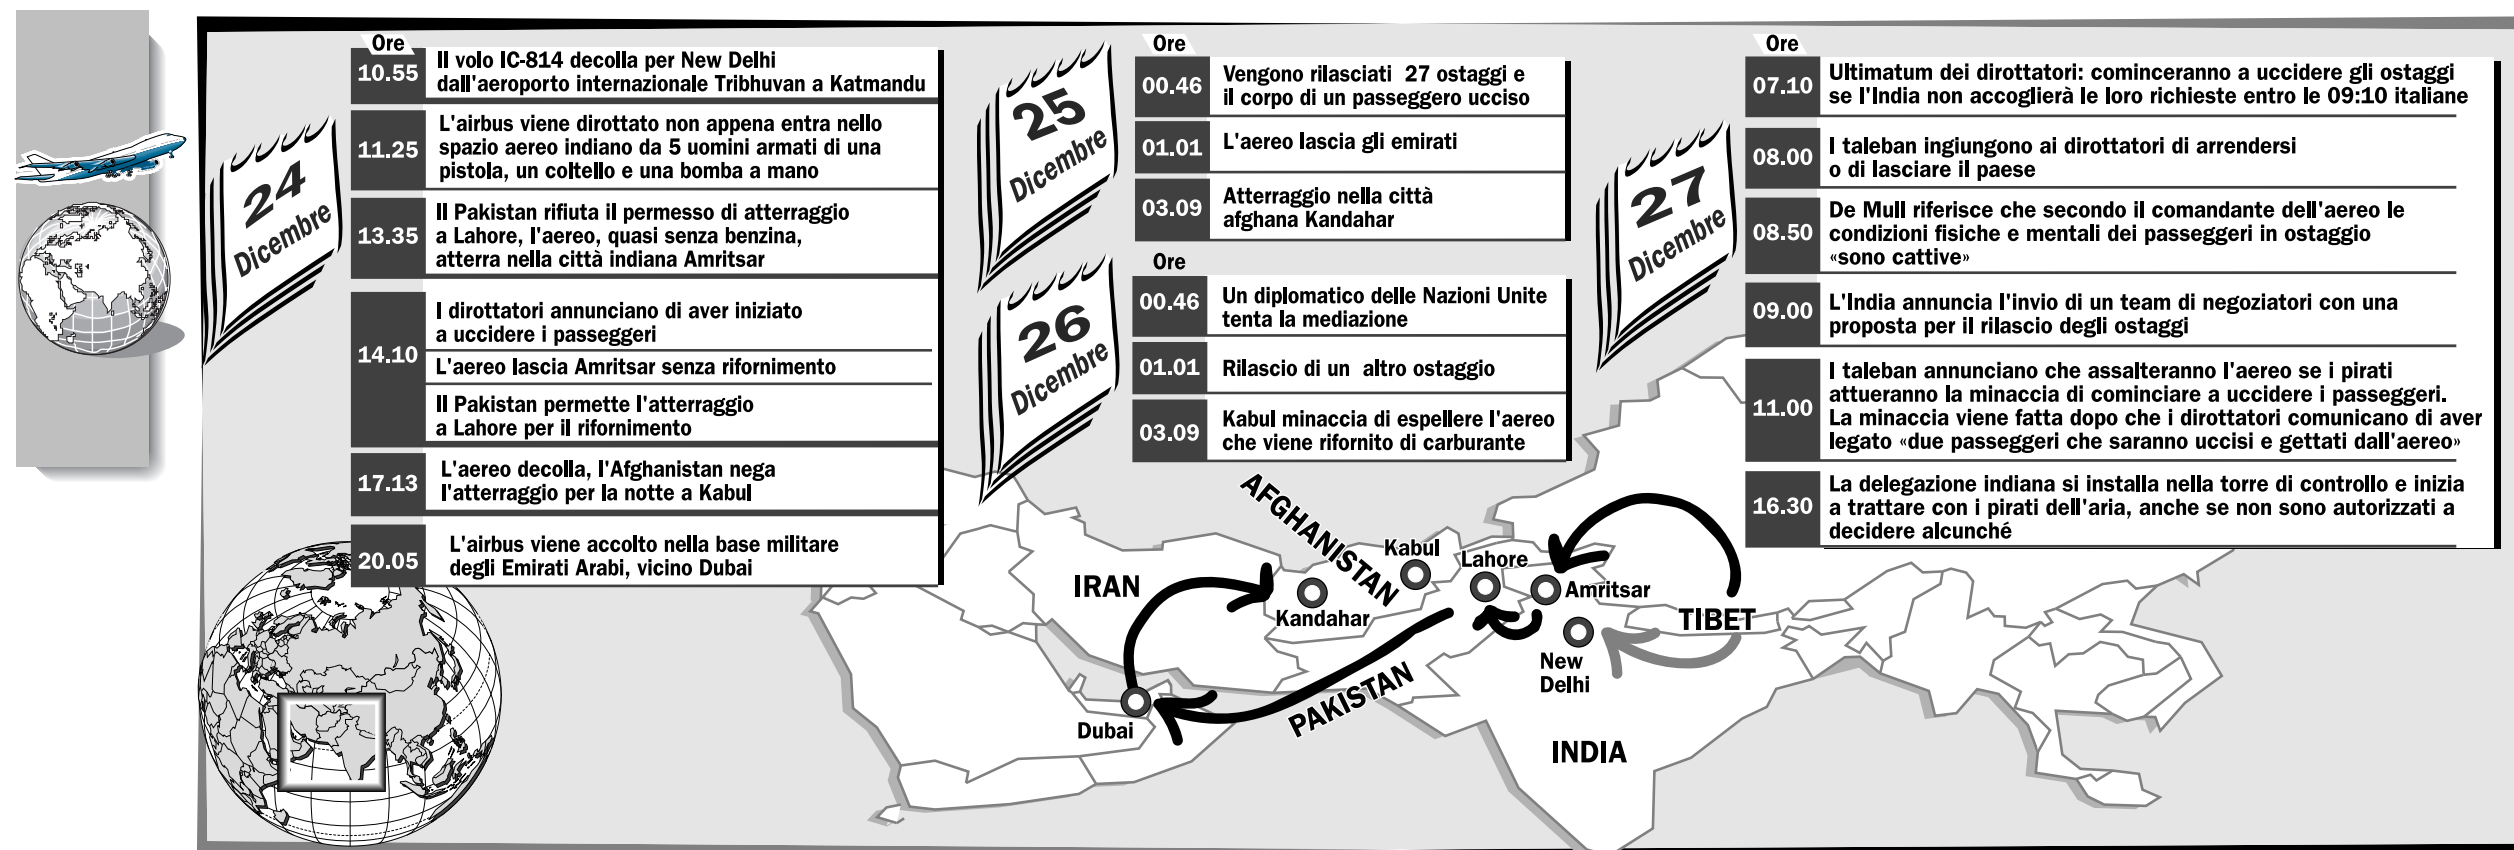 24
Dicembre
Ore
10.55
Il volo IC-814 decolla per New Delhi
dall'aeroporto internazionale Tribhuvan a Katmandu
11.25
L'airbus viene dirottato non appena entra nello
spazio aereo indiano da 5 uomini armati di una
pistola, un coltello e una bomba a mano
13.35
Il Pakistan rifiuta il permesso di atterraggio
a Lahore, l'aereo, quasi senza benzina,
atterra nella città indiana Amritsar
14.10
I dirottatori annunciano di aver iniziato
a uccidere i passeggeri
L'aereo lascia Amritsar senza rifornimento
Il Pakistan permette l'atterraggio
a Lahore per il rifornimento
17.13
L'aereo decolla, l'Afghanistan nega
l'atterraggio per la notte a Kabul
20.05
L'airbus viene accolto nella base militare
degli Emirati Arabi, vicino Dubai
25
Dicembre
Ore
00.46
Vengono rilasciati 27 ostaggi e
il corpo di un passeggero ucciso
01.01
L'aereo lascia gli emirati
03.09
Atterraggio nella città
afghana Kandahar
26
Dicembre
Ore
00.46
Un diplomatico delle Nazioni Unite
tenta la mediazione
01.01
Rilascio di un altro ostaggio
03.09
Kabul minaccia di espellere l'aereo
che viene rifornito di carburante
27
Dicembre
Ore
07.10
Ultimatum dei dirottatori: cominceranno a uccidere gli ostaggi
se l'India non accoglierà le loro richieste entro le 09:10 italiane
08.00
I taleban ingiungono ai dirottatori di arrendersi
o di lasciare il paese
08.50
De Mull riferisce che secondo il comandante dell'aereo le
condizioni fisiche e mentali dei passeggeri in ostaggio
«sono cattive»
09.00
L'India annuncia l'invio di un team di negoziatori con una
proposta per il rilascio degli ostaggi
11.00
I taleban annunciano che assalteranno l'aereo se i pirati
attueranno la minaccia di cominciare a uccidere i passeggeri.
La minaccia viene fatta dopo che i dirottatori comunicano di aver
legato «due passeggeri che saranno uccisi e gettati dall'aereo»
16.30
La delegazione indiana si installa nella torre di controllo e inizia
a trattare con i pirati dell'aria, anche se non sono autorizzati a
decidere alcunché
AFGHANISTAN
Kabul
Lahore
IRAN
Amritsar
Kandahar
TIBET
New
Delhi
PAKISTAN
Dubai
INDIA